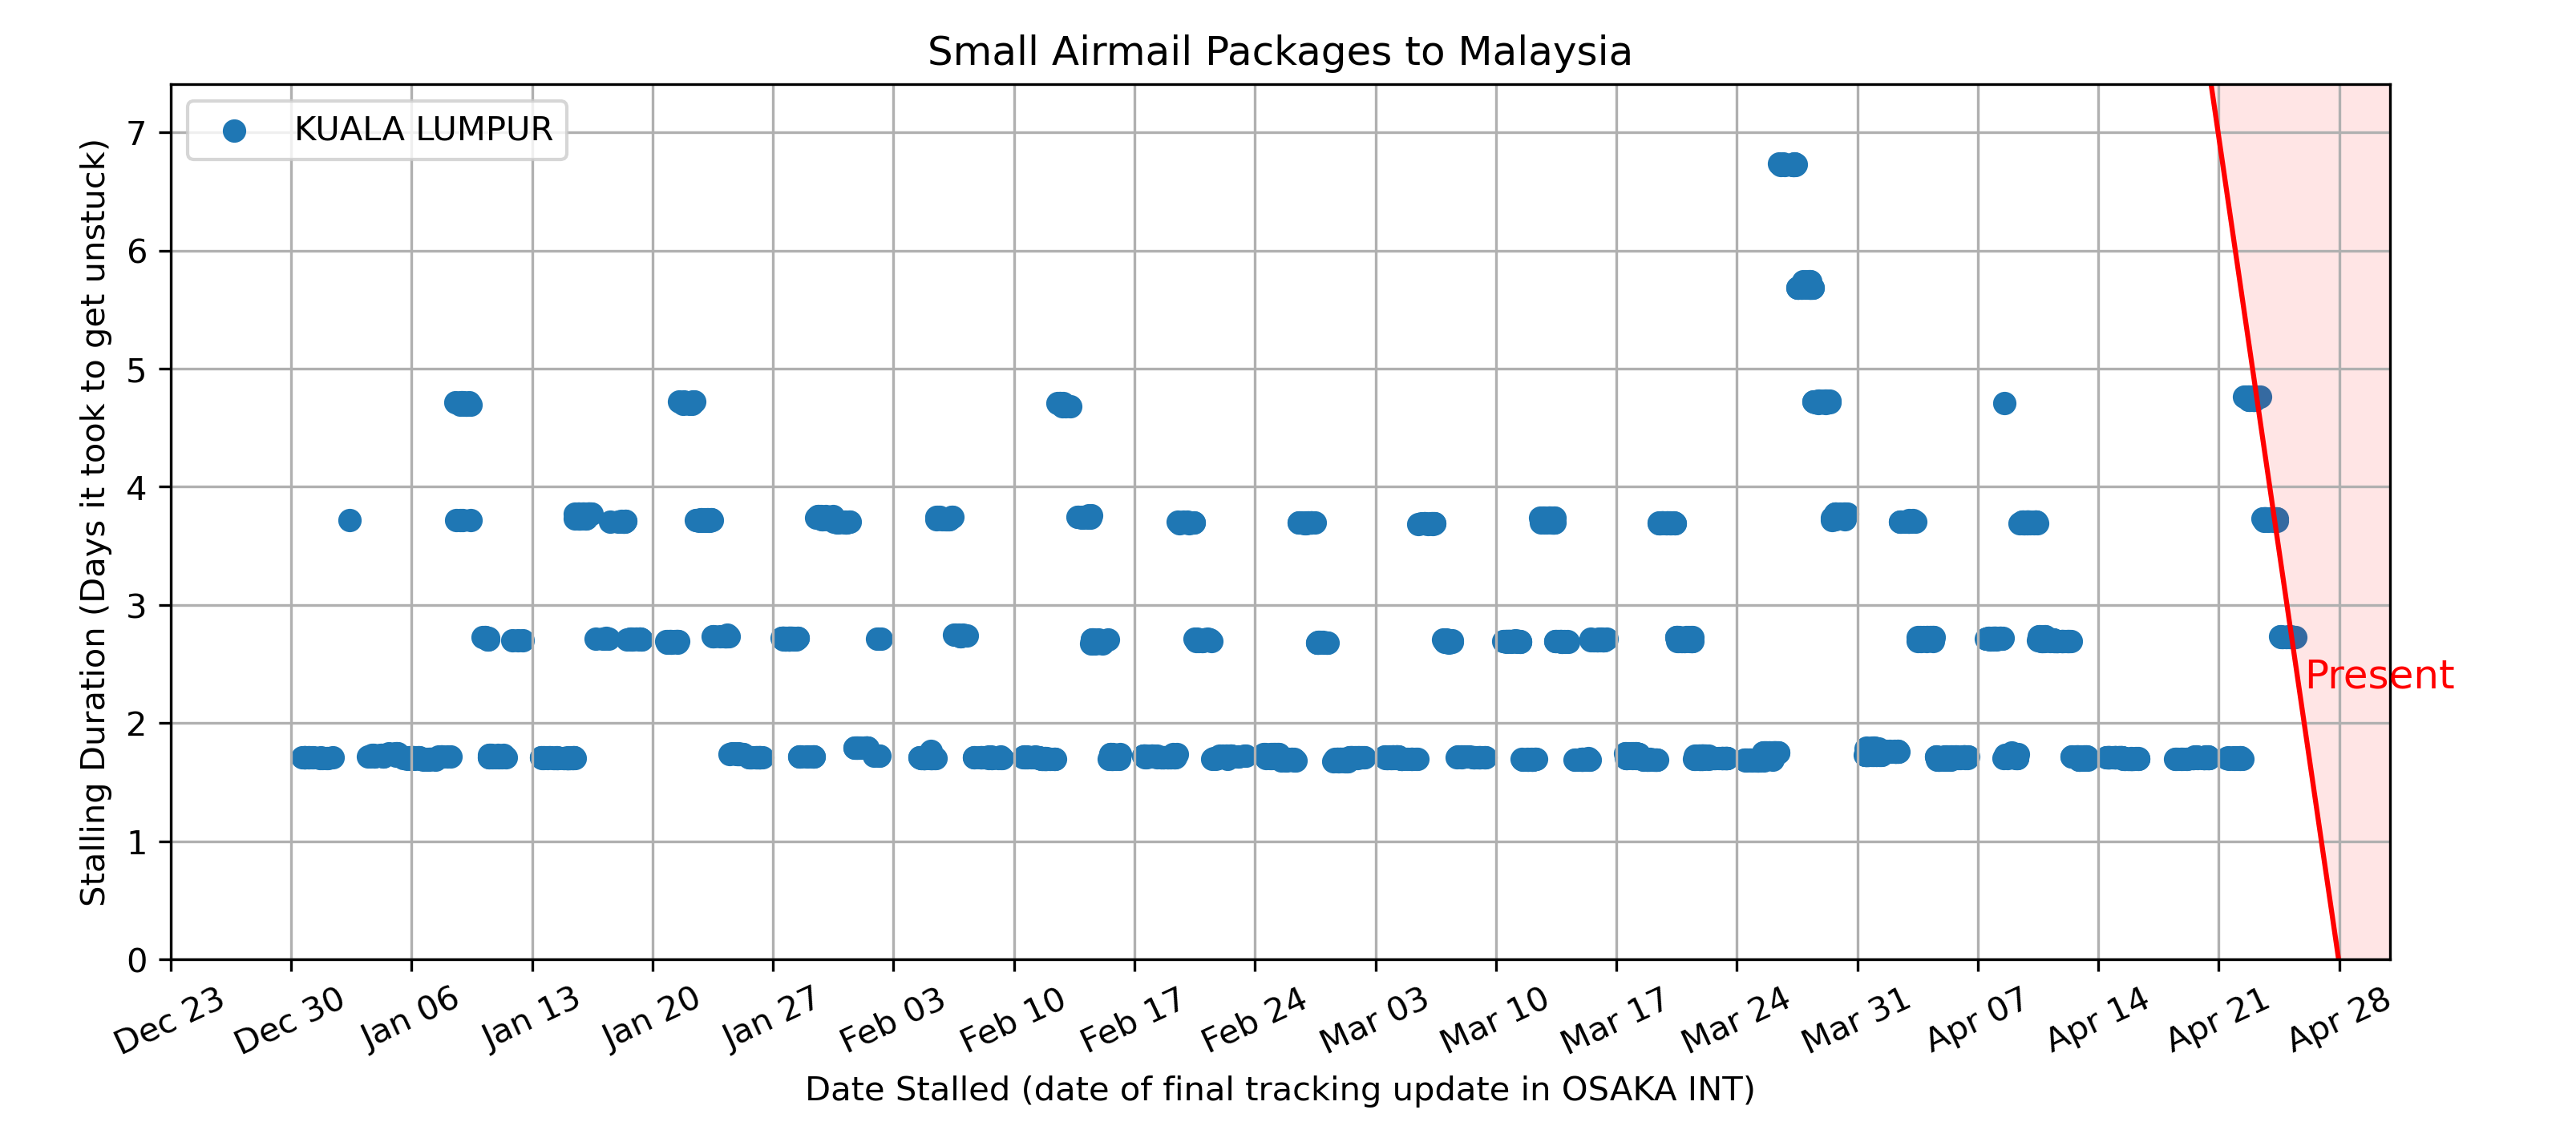 Small Airmail Packages to Malaysia
KUALA LUMPUR
Stalling Duration (Days it took to get unstuck)
7
6
5
4
3
2
1
0
Present
Dec 23
Dec 30
Jan 06
Jan 13
Jan 20
Jan 27
Feb 03
Feb 10
Feb 17
Feb 24
Mar 03
Mar 10
Mar 17
Mar 24
Mar 31
Apr 07
Apr 14
Apr 21
Apr 28
Date Stalled (date of final tracking update in OSAKA INT)